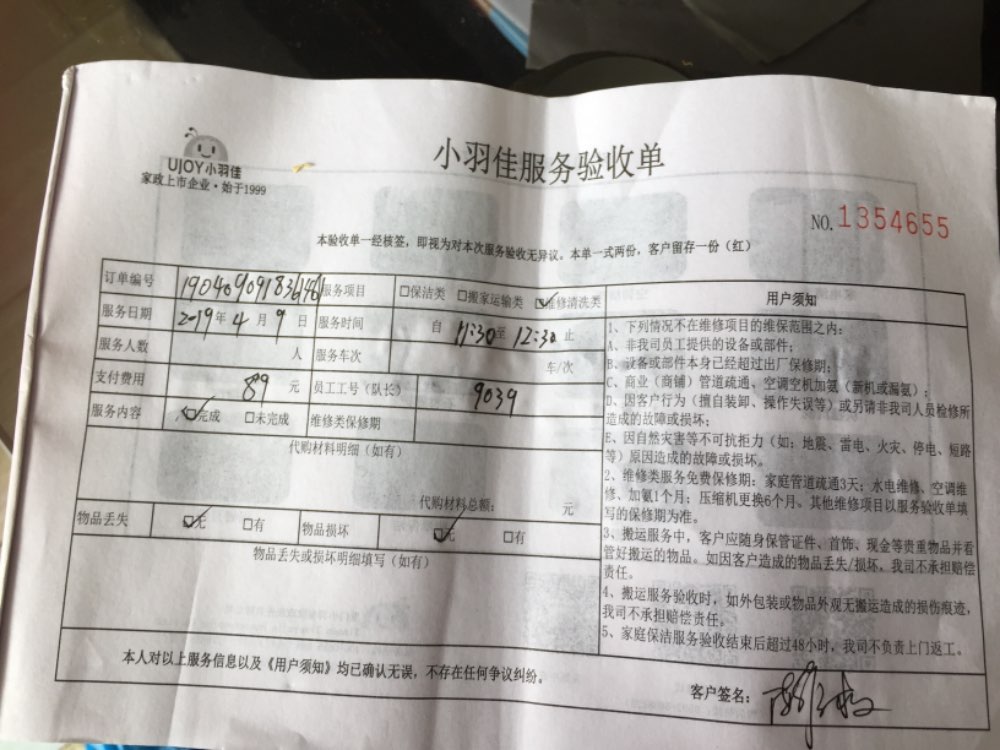 UJOY小羽佳
家政上市企业·始于1999
小羽佳服务验收单
NO.1354655
本验收单一经核签，即视为对本次服务验收无异议。本单一式两份，客户留存一份（红）
订单编号 服务项目 □保洁类 □搬家运输类 ☑维修清洗类
服务日期 2019年4月9日 服务时间 自 11:30至 12:30止
服务人数 人 服务车次 车/次
支付费用 89 元 员工工号（队长） 9039
服务内容 ☑完成 □未完成 维修类保修期
代购材料明细（如有）
代购材料总额： 元
物品丢失 ☑无 □有 物品损坏 ☑无 □有
物品丢失或损坏明细填写（如有）
用户须知
1、下列情况不在维修项目的维保范围之内：
A、非我司员工提供的设备或部件；
B、设备或部件本身已经超过出厂保修期；
C、商业（商铺）管道疏通、空调空机加氟（新机或漏氟）；
D、因客户行为（擅自装卸、操作失误等）或另请非我司人员检修所
造成的故障或损坏；
E、因自然灾害等不可抗拒力（如：地震、雷电、火灾、停电、短路
等）原因造成的故障或损坏。
2、维修类服务免费保修期：家庭管道疏通3天；水电维修、空调维
修、加氟1个月；压缩机更换6个月。其他维修项目以服务验收单填
写的保修期为准。
3、搬运服务中，客户应随身保管证件、首饰、现金等贵重物品并看
管好搬运的物品。如因客户造成的物品丢失/损坏，我司不承担赔偿
责任。
4、搬运服务验收时，如外包装或物品外观无搬运造成的损伤痕迹，
我司不承担赔偿责任。
5、家庭保洁服务验收结束后超过48小时，我司不负责上门返工。
本人对以上服务信息以及《用户须知》均已确认无误，不存在任何争议纠纷。
客户签名：